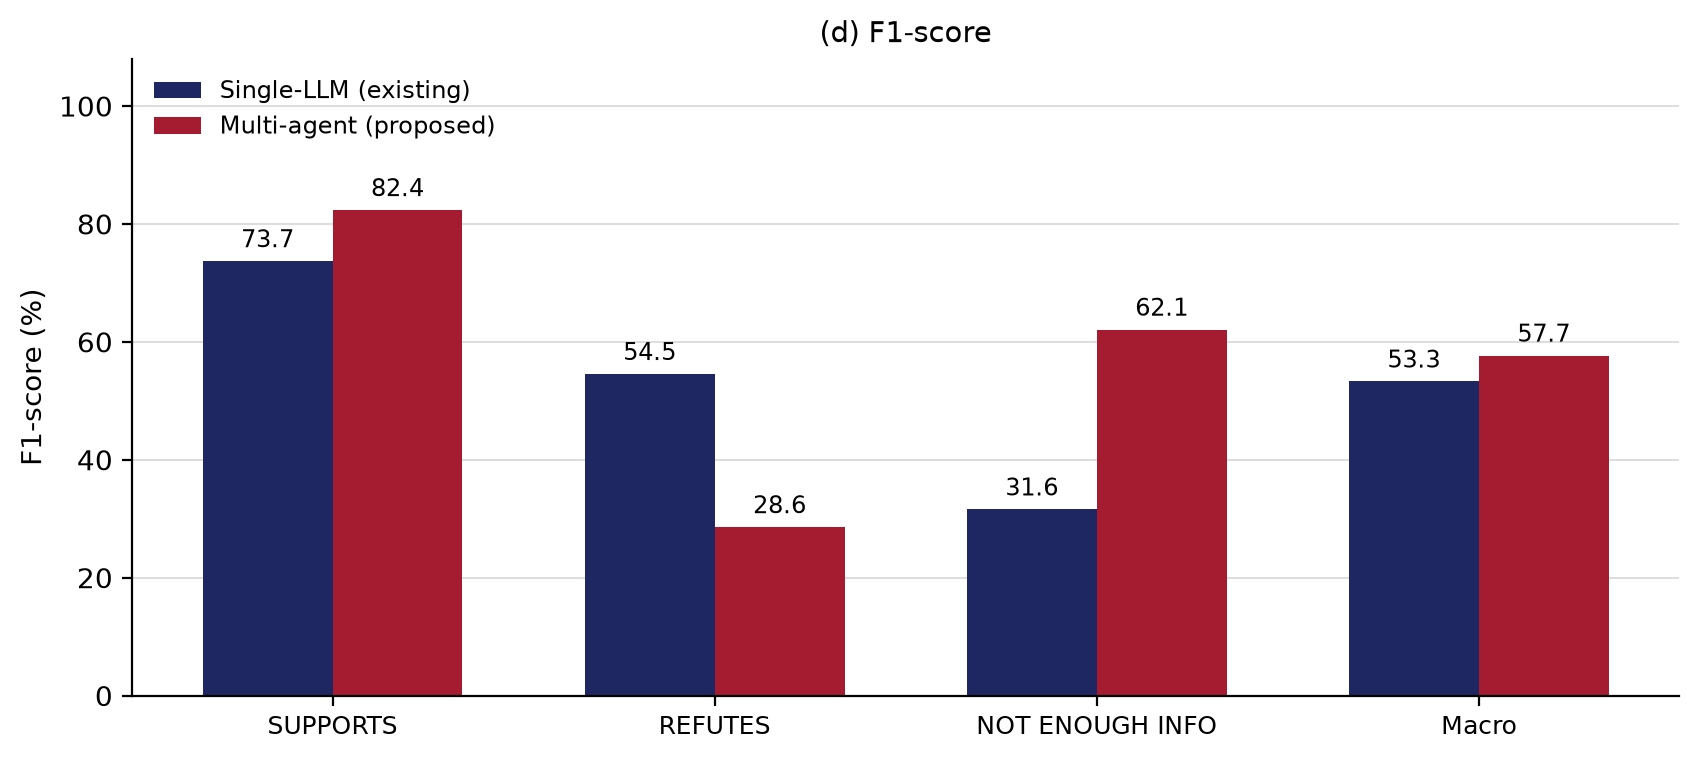 (d) F1-score
Single-LLM (existing)
Multi-agent (proposed)
F1-score (%)
100
80
60
40
20
0
73.7
82.4
54.5
28.6
31.6
62.1
53.3
57.7
SUPPORTS
REFUTES
NOT ENOUGH INFO
Macro